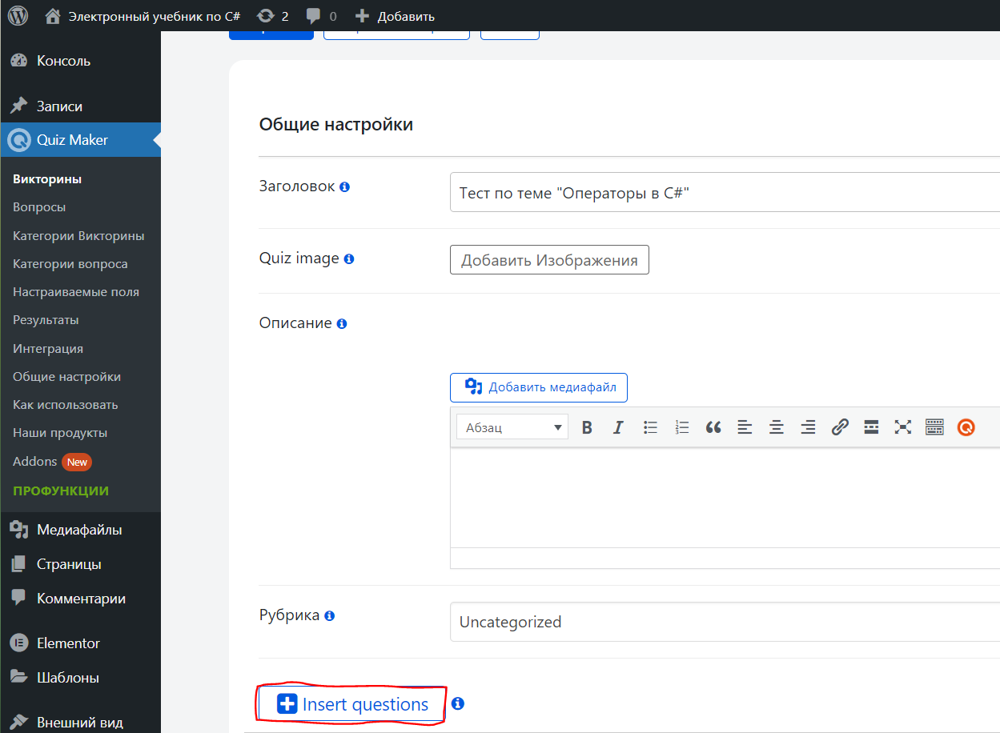 Электронный учебник по C# 2 0 Добавить
Консоль
Записи
Quiz Maker
Викторины
Вопросы
Категории Викторины
Категории вопроса
Настраиваемые поля
Результаты
Интеграция
Общие настройки
Как использовать
Наши продукты
Addons New
ПРОФУНКЦИИ
Медиафайлы
Страницы
Комментарии
Elementor
Шаблоны
Внешний вид
Общие настройки
Заголовок
Тест по теме "Операторы в C#"
Quiz image
Добавить Изображения
Описание
Добавить медиафайл
Абзац
Рубрика
Uncategorized
Insert questions